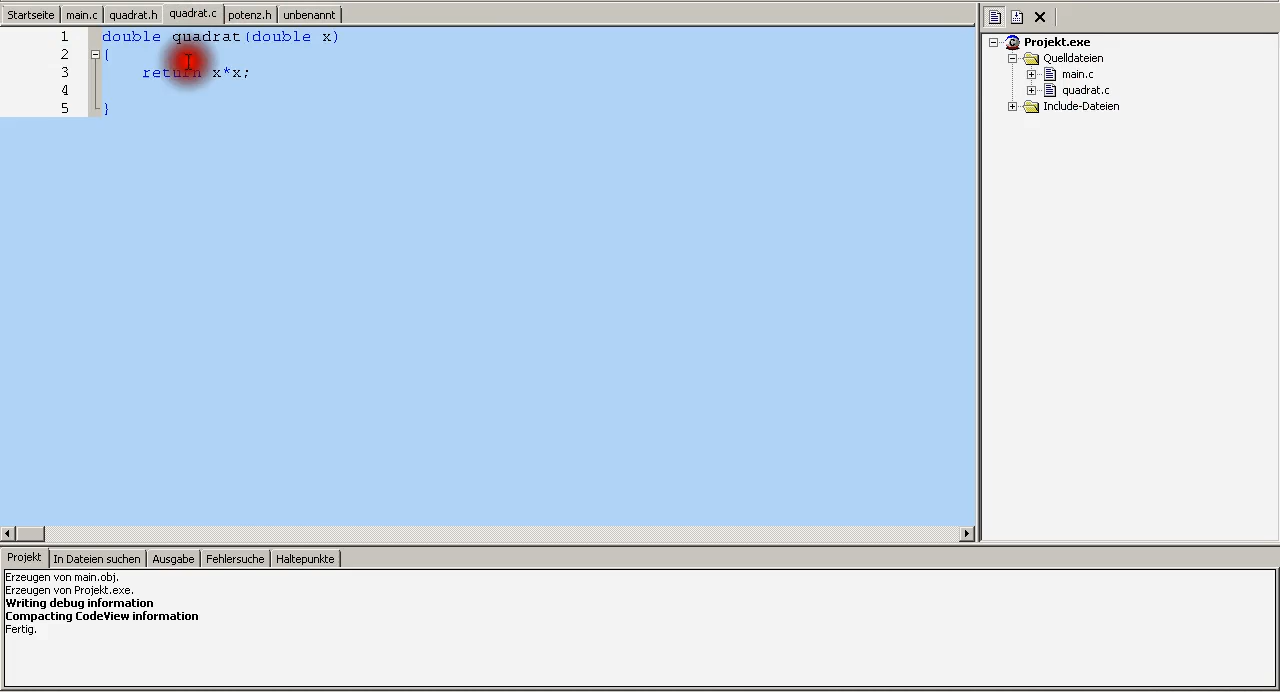 Startseite main.c quadrat.h quadrat.c potenz.h unbenannt
1 double quadrat(double x)
2 {
3 return x*x;
4
5 }
Projekt.exe
Quelldateien
main.c
quadrat.c
Include-Dateien
Projekt In Dateien suchen Ausgabe Fehlersuche Haltepunkte
Erzeugen von main.obj.
Erzeugen von Projekt.exe.
Writing debug information
Compacting CodeView information
Fertig.